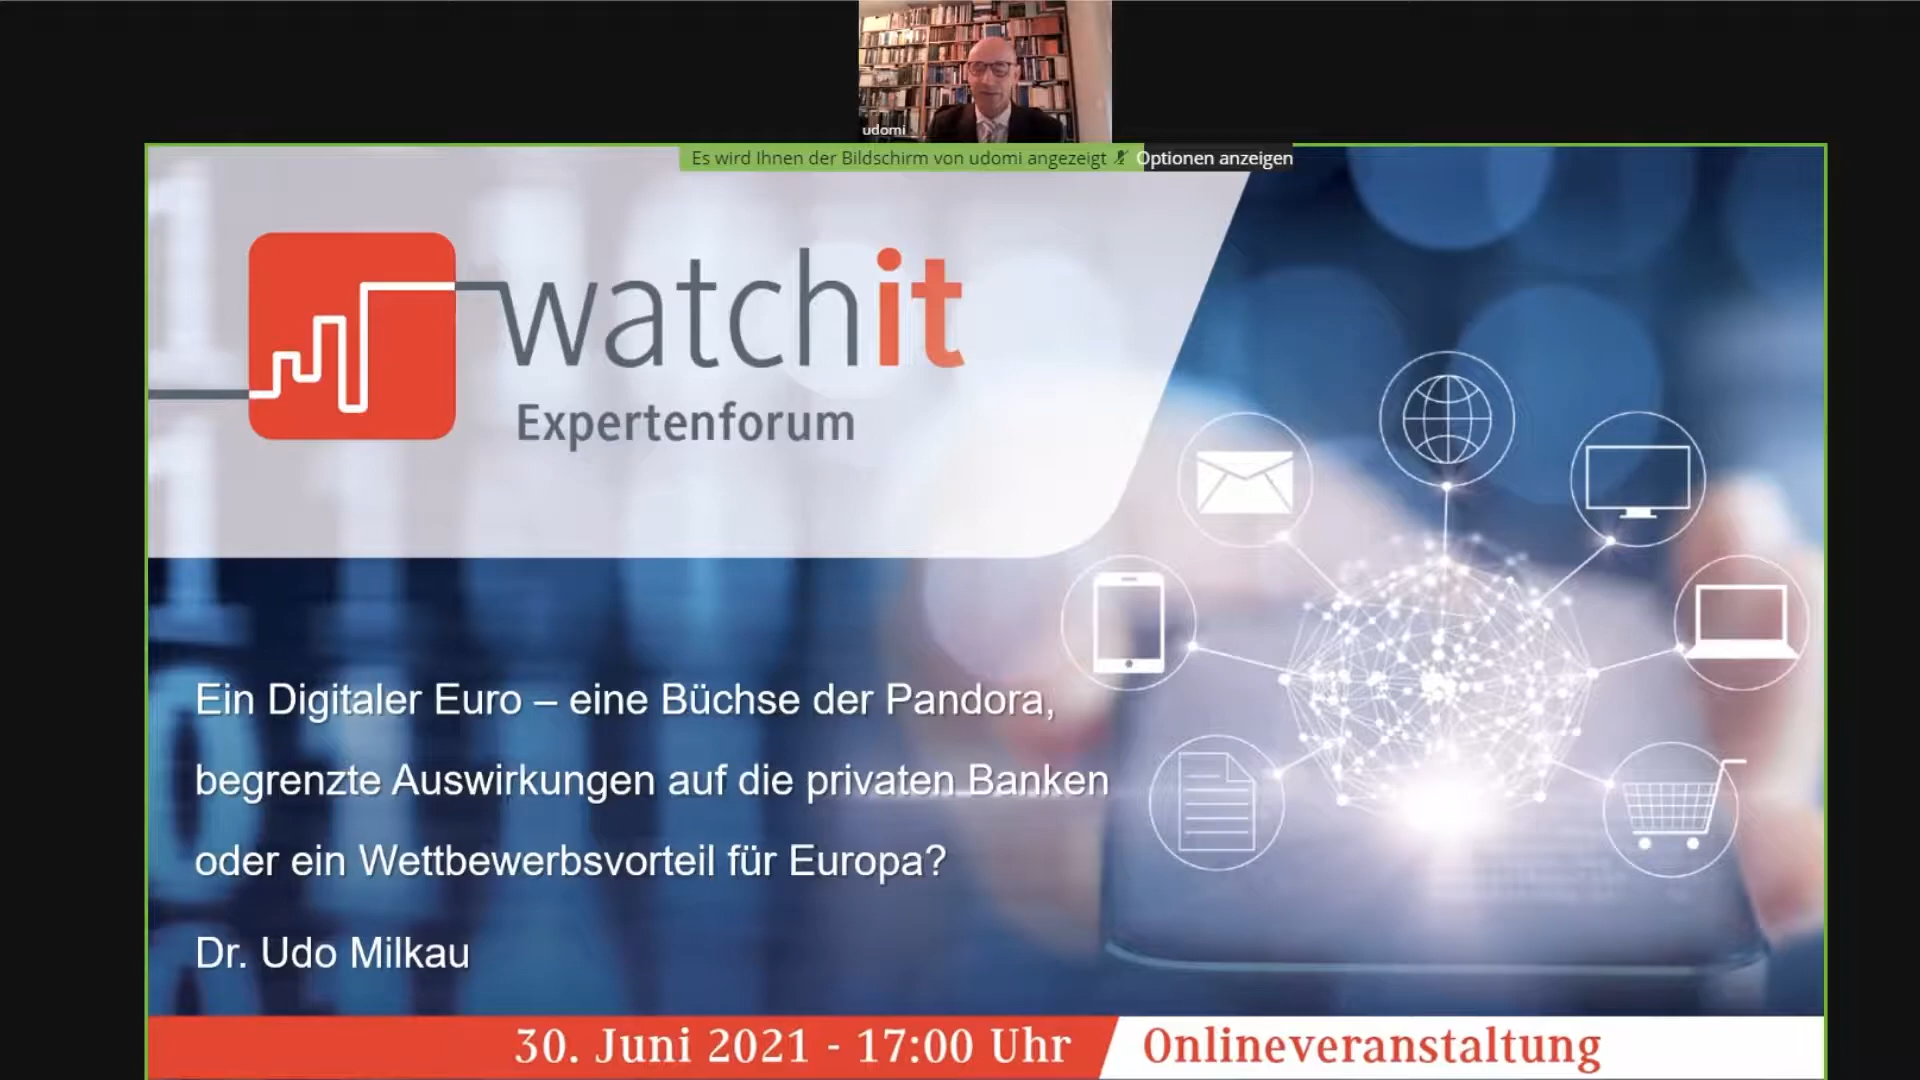 udomi
Es wird Ihnen der Bildschirm von udomi angezeigt Optionen anzeigen
watchit
Expertenforum
Ein Digitaler Euro – eine Büchse der Pandora,
begrenzte Auswirkungen auf die privaten Banken
oder ein Wettbewerbsvorteil für Europa?
Dr. Udo Milkau
30. Juni 2021 - 17:00 Uhr Onlineveranstaltung